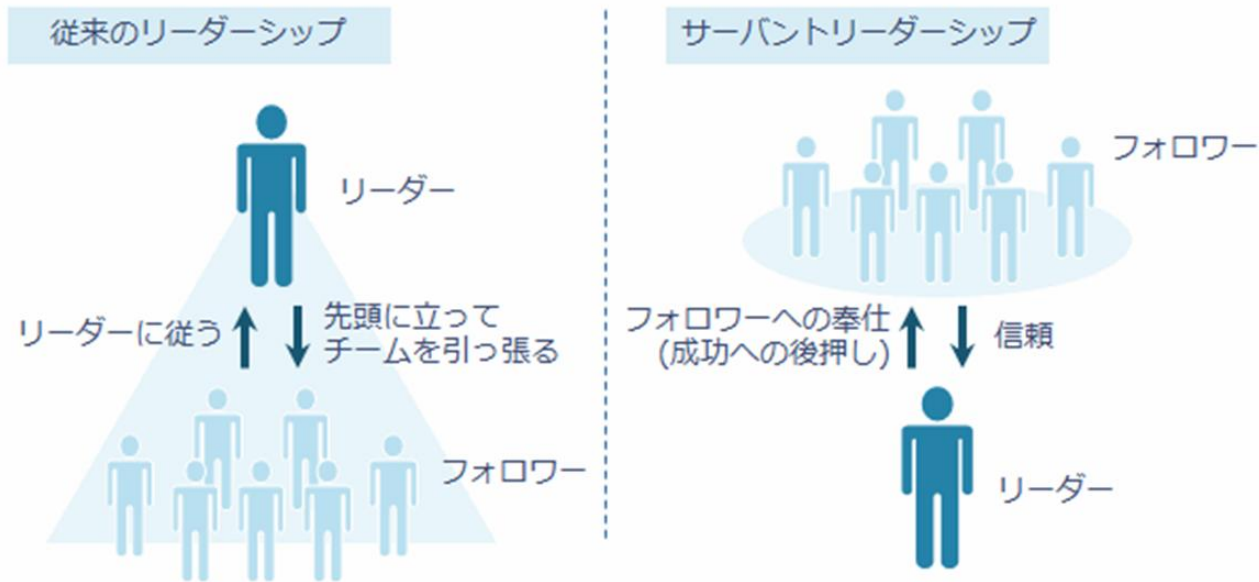 従来のリーダーシップ
リーダー
リーダーに従う
先頭に立って
チームを引っ張る
フォロワー
サーバントリーダーシップ
フォロワー
フォロワーへの奉仕
(成功への後押し)
信頼
リーダー